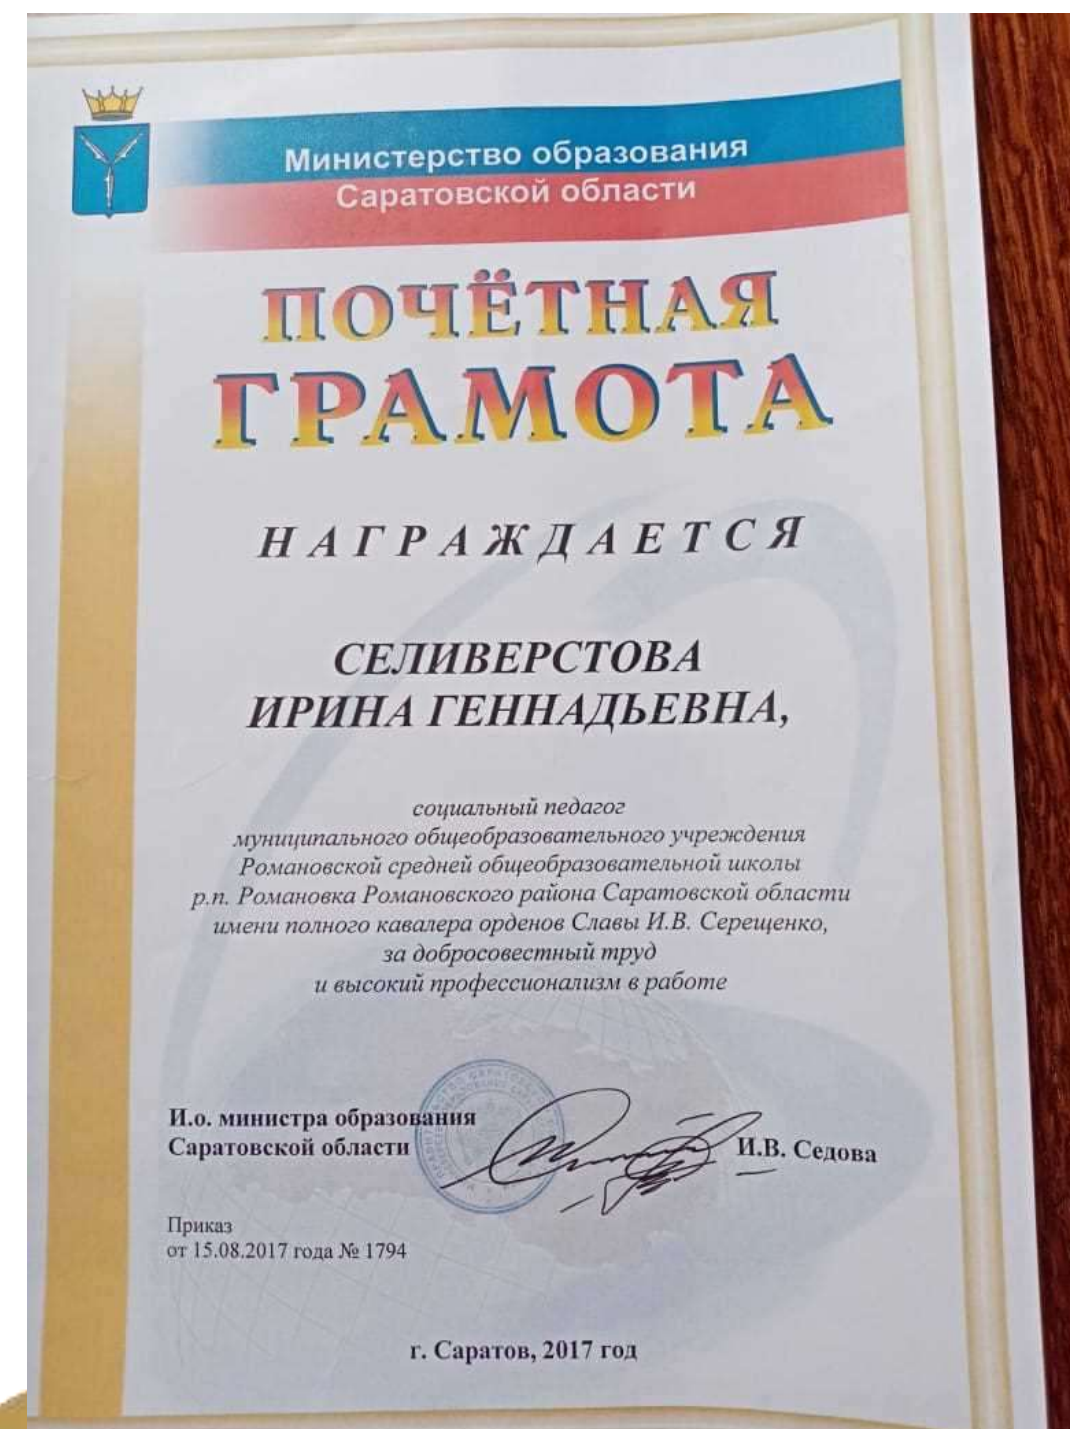 Министерство образования
Саратовской области
ПОЧЁТНАЯ
ГРАМОТА
НАГРАЖДАЕТСЯ
СЕЛИВЕРСТОВА
ИРИНА ГЕННАДЬЕВНА,
социальный педагог
муниципального общеобразовательного учреждения
Романовской средней общеобразовательной школы
р.п. Романовка Романовского района Саратовской области
имени полного кавалера орденов Славы И.В. Серещенко,
за добросовестный труд
и высокий профессионализм в работе
И.о. министра образования
Саратовской области
И.В. Седова
Приказ
от 15.08.2017 года № 1794
г. Саратов, 2017 год